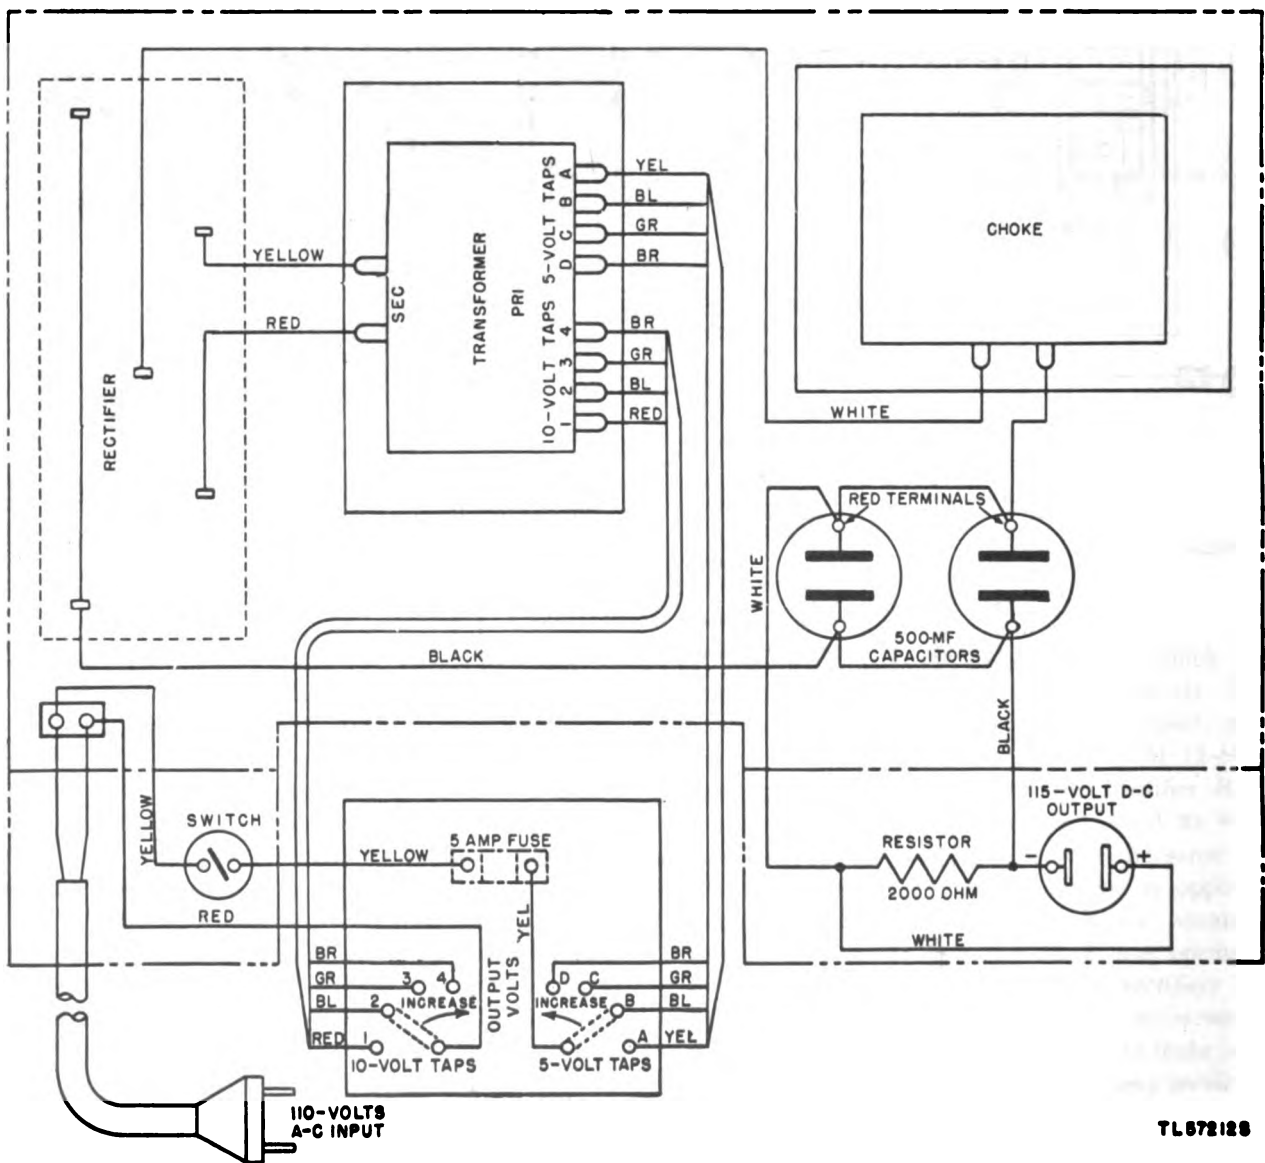 YEL
BL
GR
BR
BR
GR
BL
RED
5-VOLT TAPS
A
B
C
D
10-VOLT TAPS
4
3
2
1
PRI
TRANSFORMER
SEC
YELLOW
RED
RECTIFIER
CHOKE
WHITE
RED TERMINALS
WHITE
500-MF
CAPACITORS
BLACK
BLACK
115-VOLT D-C
OUTPUT
- +
RESISTOR
2000 OHM
WHITE
YELLOW
SWITCH
YELLOW
5 AMP FUSE
RED
YEL
OUTPUT
VOLTS
BR
GR
BL
RED
3
4
2
1
INCREASE
10-VOLT TAPS
D
C
B
A
INCREASE
5-VOLT TAPS
BR
GR
BL
YEL
110-VOLTS
A-C INPUT